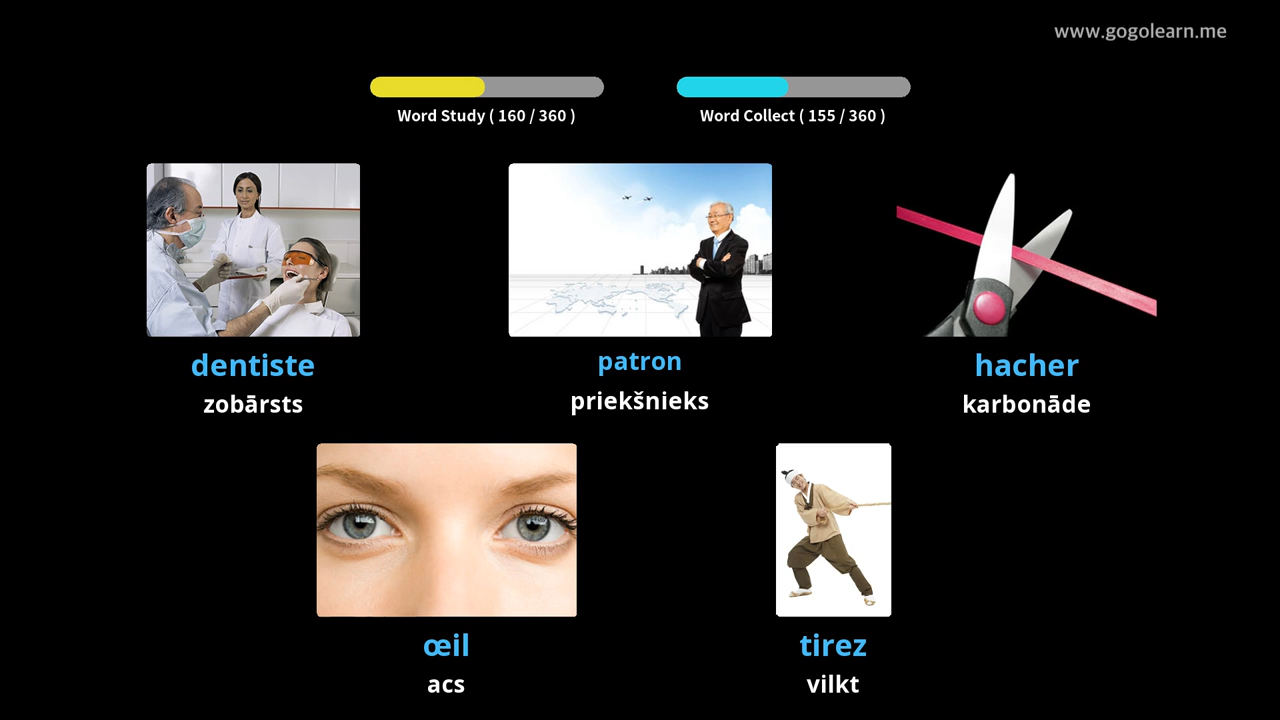 www.gogolearn.me
Word Study ( 160 / 360 )
Word Collect ( 155 / 360 )
dentiste
zobārsts
patron
priekšnieks
hacher
karbonāde
œil
acs
tirez
vilkt